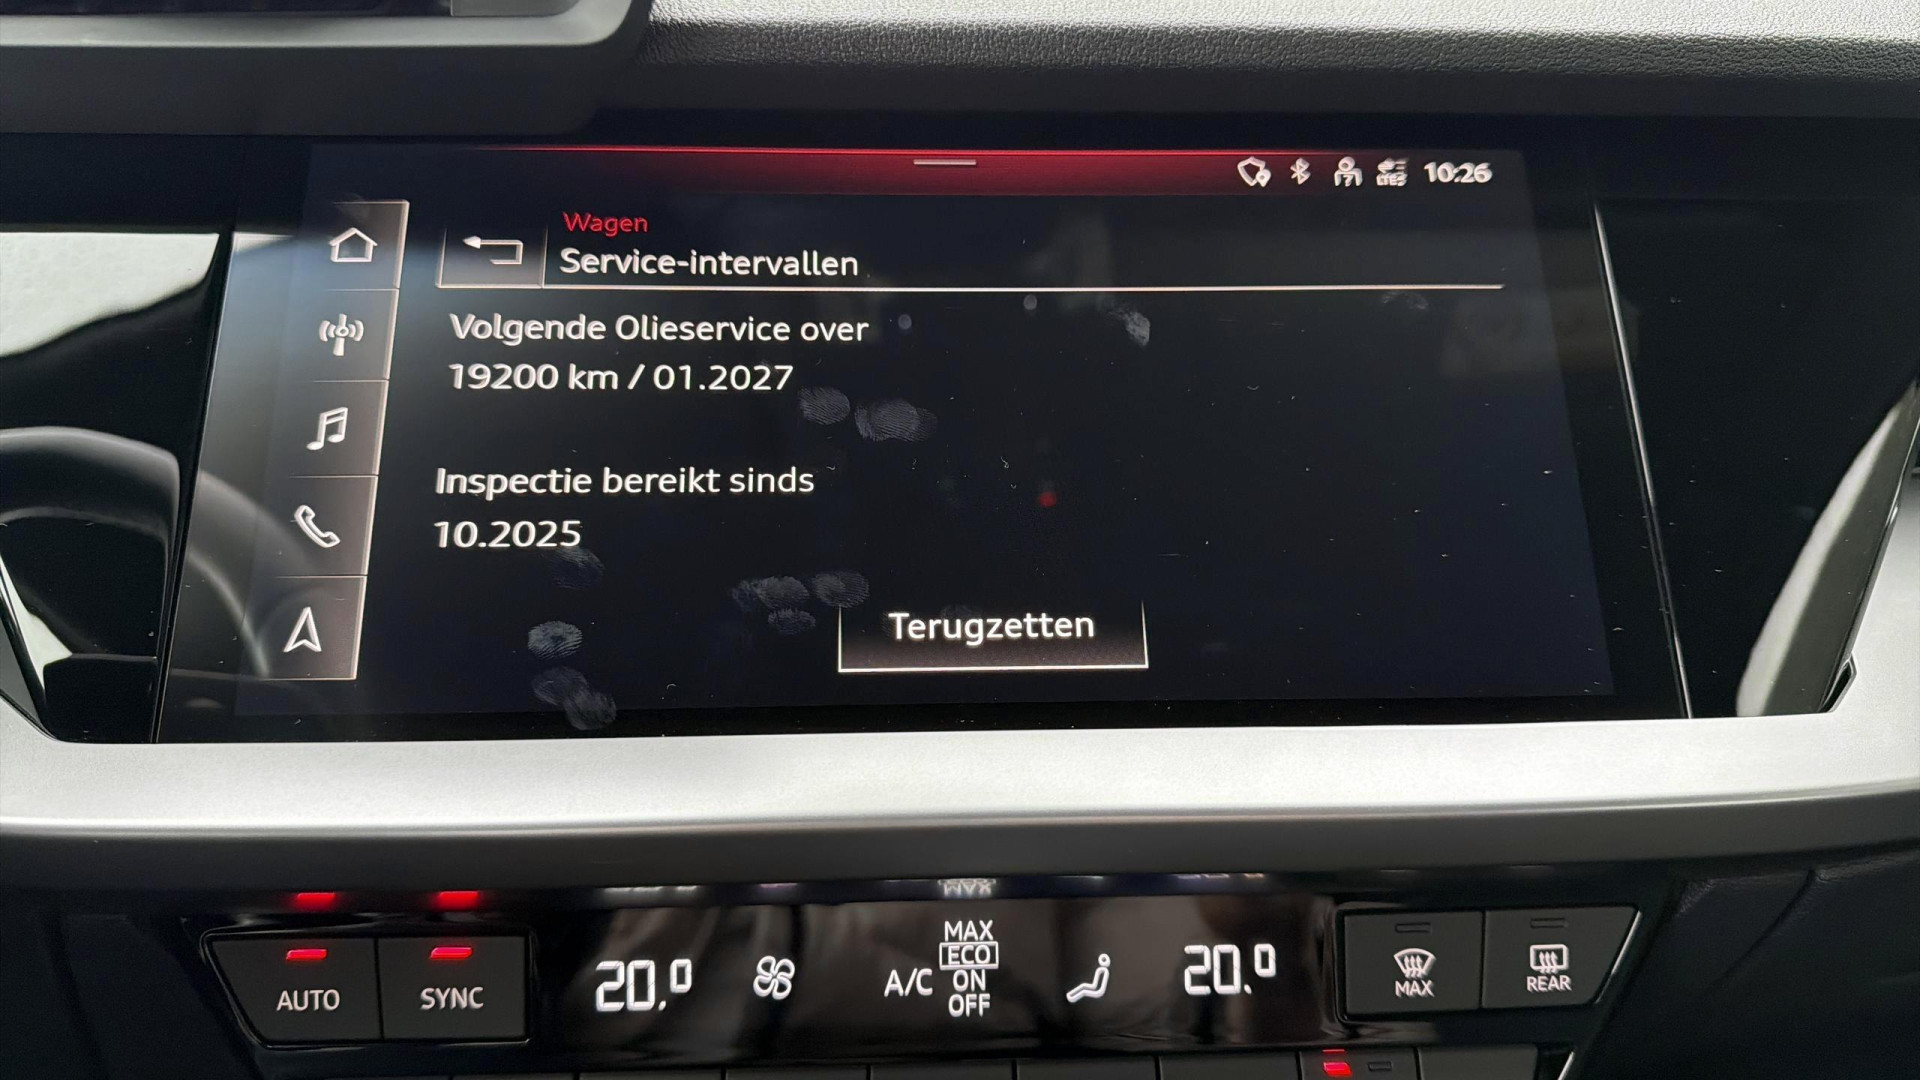 10:26
Wagen
Service-intervallen
Volgende Olieservice over
19200 km / 01.2027
Inspectie bereikt sinds
10.2025
Terugzetten
AUTO
SYNC
20.0
A/C
MAX
ECO
ON
OFF
20.0
MAX
REAR